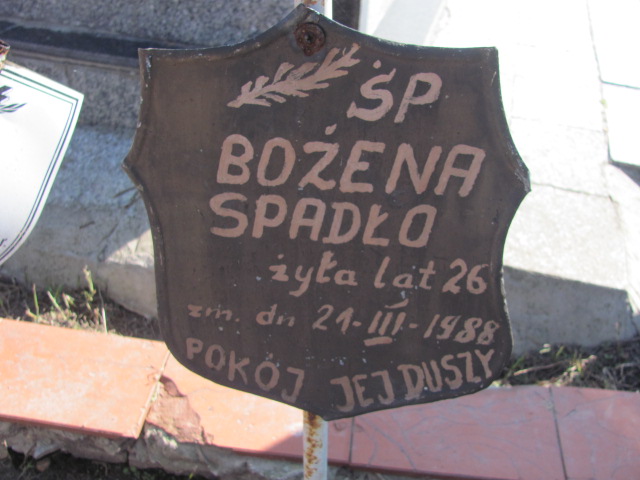 ŚP
BOŻENA
SPADŁO
żyła lat 26
zm. dn 21-III-1988
POKÓJ JEJ DUSZY
r.